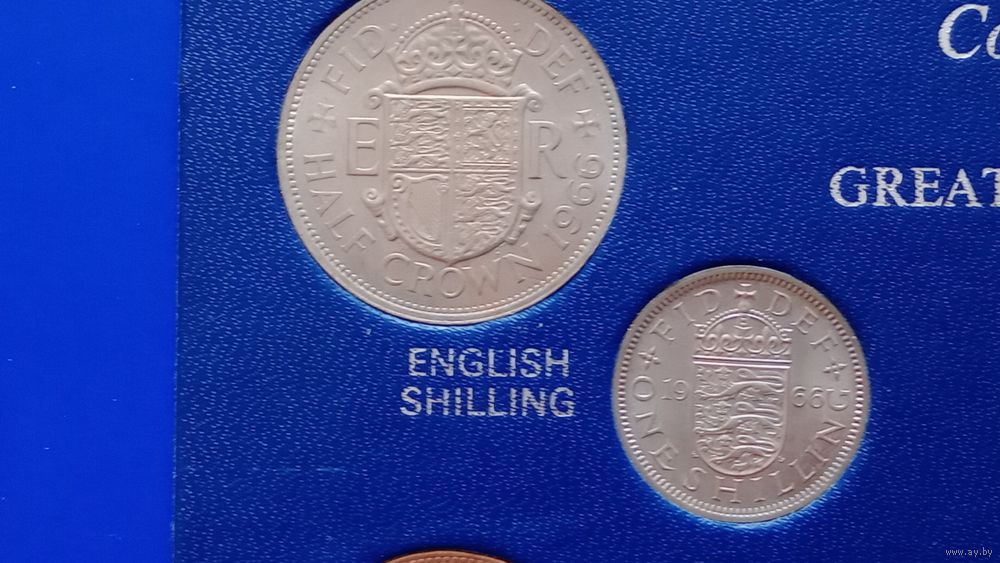 Co
FID · DEF ✠ 1966 HALF CROWN ✠
E R
GREAT
ENGLISH
SHILLING
FID ✠ DEF ✠ ONE SHILLING ✠
19 66
www.ay.by